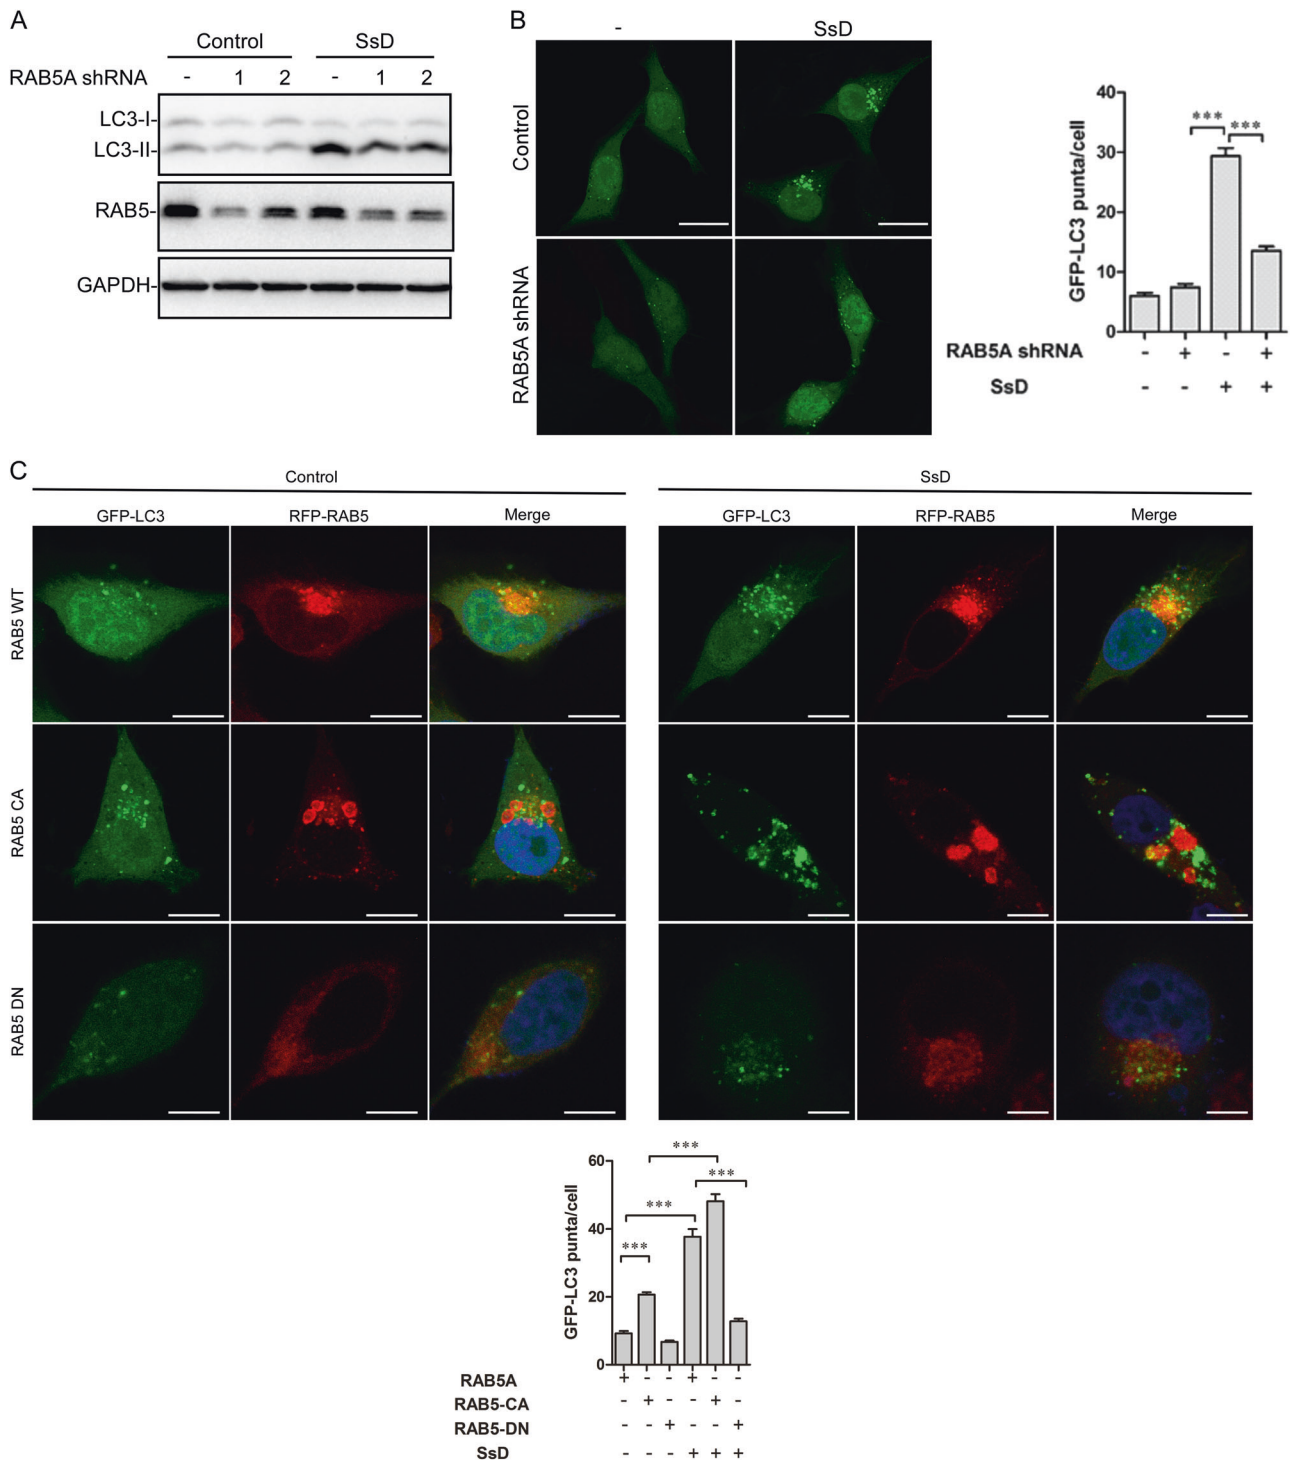 A
Control SsD
RAB5A shRNA - 1 2 - 1 2
LC3-I-
LC3-II-
RAB5-
GAPDH-
B
- SsD
Control
RAB5A shRNA
GFP-LC3 punta/cell
40
30
20
10
0
*** ***
RAB5A shRNA - + - +
SsD - - + +
C
Control SsD
GFP-LC3 RFP-RAB5 Merge GFP-LC3 RFP-RAB5 Merge
RAB5 WT
RAB5 CA
RAB5 DN
GFP-LC3 punta/cell
60
40
20
0
***
***
***
***
RAB5A + - - + - -
RAB5-CA - + - - + -
RAB5-DN - - + - - +
SsD - - - + + +